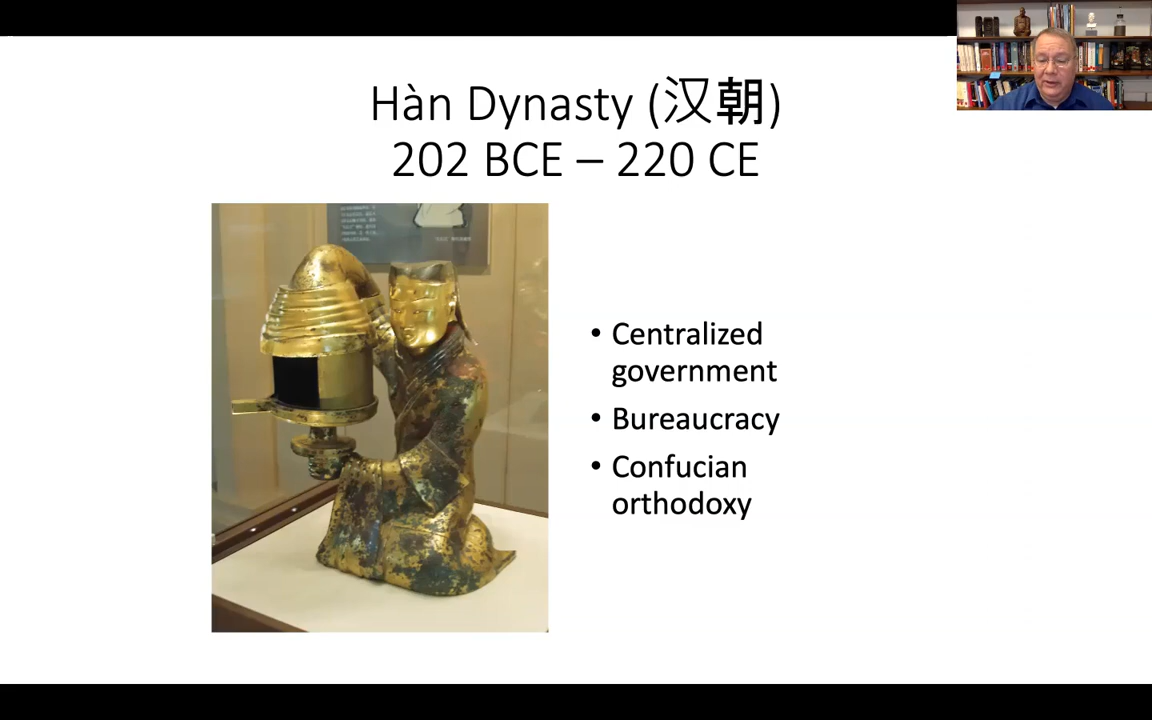 Hàn Dynasty (汉朝)
202 BCE – 220 CE
• Centralized
government
• Bureaucracy
• Confucian
orthodoxy